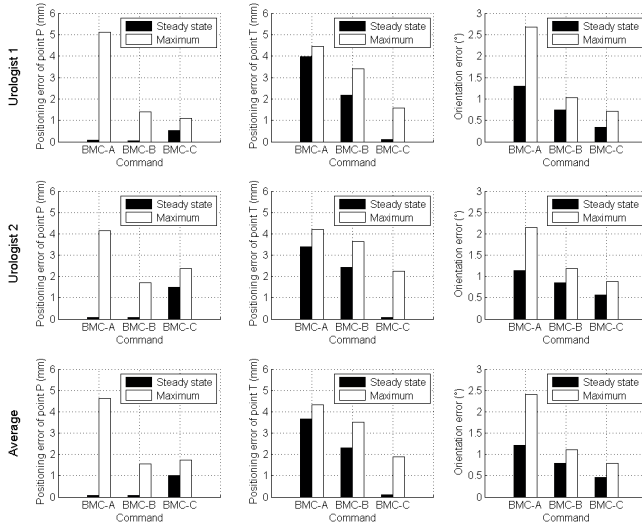 Urologist 1
Positioning error of point P (mm)
6
5
4
3
2
1
0
Steady state
Maximum
BMC-A BMC-B BMC-C
Command
Positioning error of point T (mm)
6
5
4
3
2
1
0
Steady state
Maximum
BMC-A BMC-B BMC-C
Command
Orientation error (°)
3
2.5
2
1.5
1
0.5
0
Steady state
Maximum
BMC-A BMC-B BMC-C
Command
Urologist 2
Positioning error of point P (mm)
6
5
4
3
2
1
0
Steady state
Maximum
BMC-A BMC-B BMC-C
Command
Positioning error of point T (mm)
6
5
4
3
2
1
0
Steady state
Maximum
BMC-A BMC-B BMC-C
Command
Orientation error (°)
3
2.5
2
1.5
1
0.5
0
Steady state
Maximum
BMC-A BMC-B BMC-C
Command
Average
Positioning error of point P (mm)
6
5
4
3
2
1
0
Steady state
Maximum
BMC-A BMC-B BMC-C
Command
Positioning error of point T (mm)
6
5
4
3
2
1
0
Steady state
Maximum
BMC-A BMC-B BMC-C
Command
Orientation error (°)
3
2.5
2
1.5
1
0.5
0
Steady state
Maximum
BMC-A BMC-B BMC-C
Command